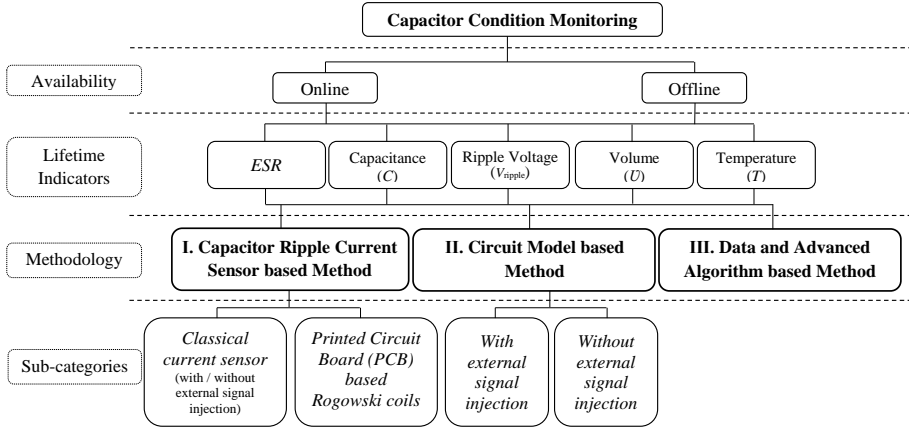 Capacitor Condition Monitoring
Availability
Online
Offline
Lifetime
Indicators
ESR
Capacitance
(C)
Ripple Voltage
(Vripple)
Volume
(U)
Temperature
(T)
Methodology
I. Capacitor Ripple Current
Sensor based Method
II. Circuit Model based
Method
III. Data and Advanced
Algorithm based Method
Sub-categories
Classical
current sensor
(with / without
external signal
injection)
Printed Circuit
Board (PCB)
based
Rogowski coils
With
external
signal
injection
Without
external
signal
injection